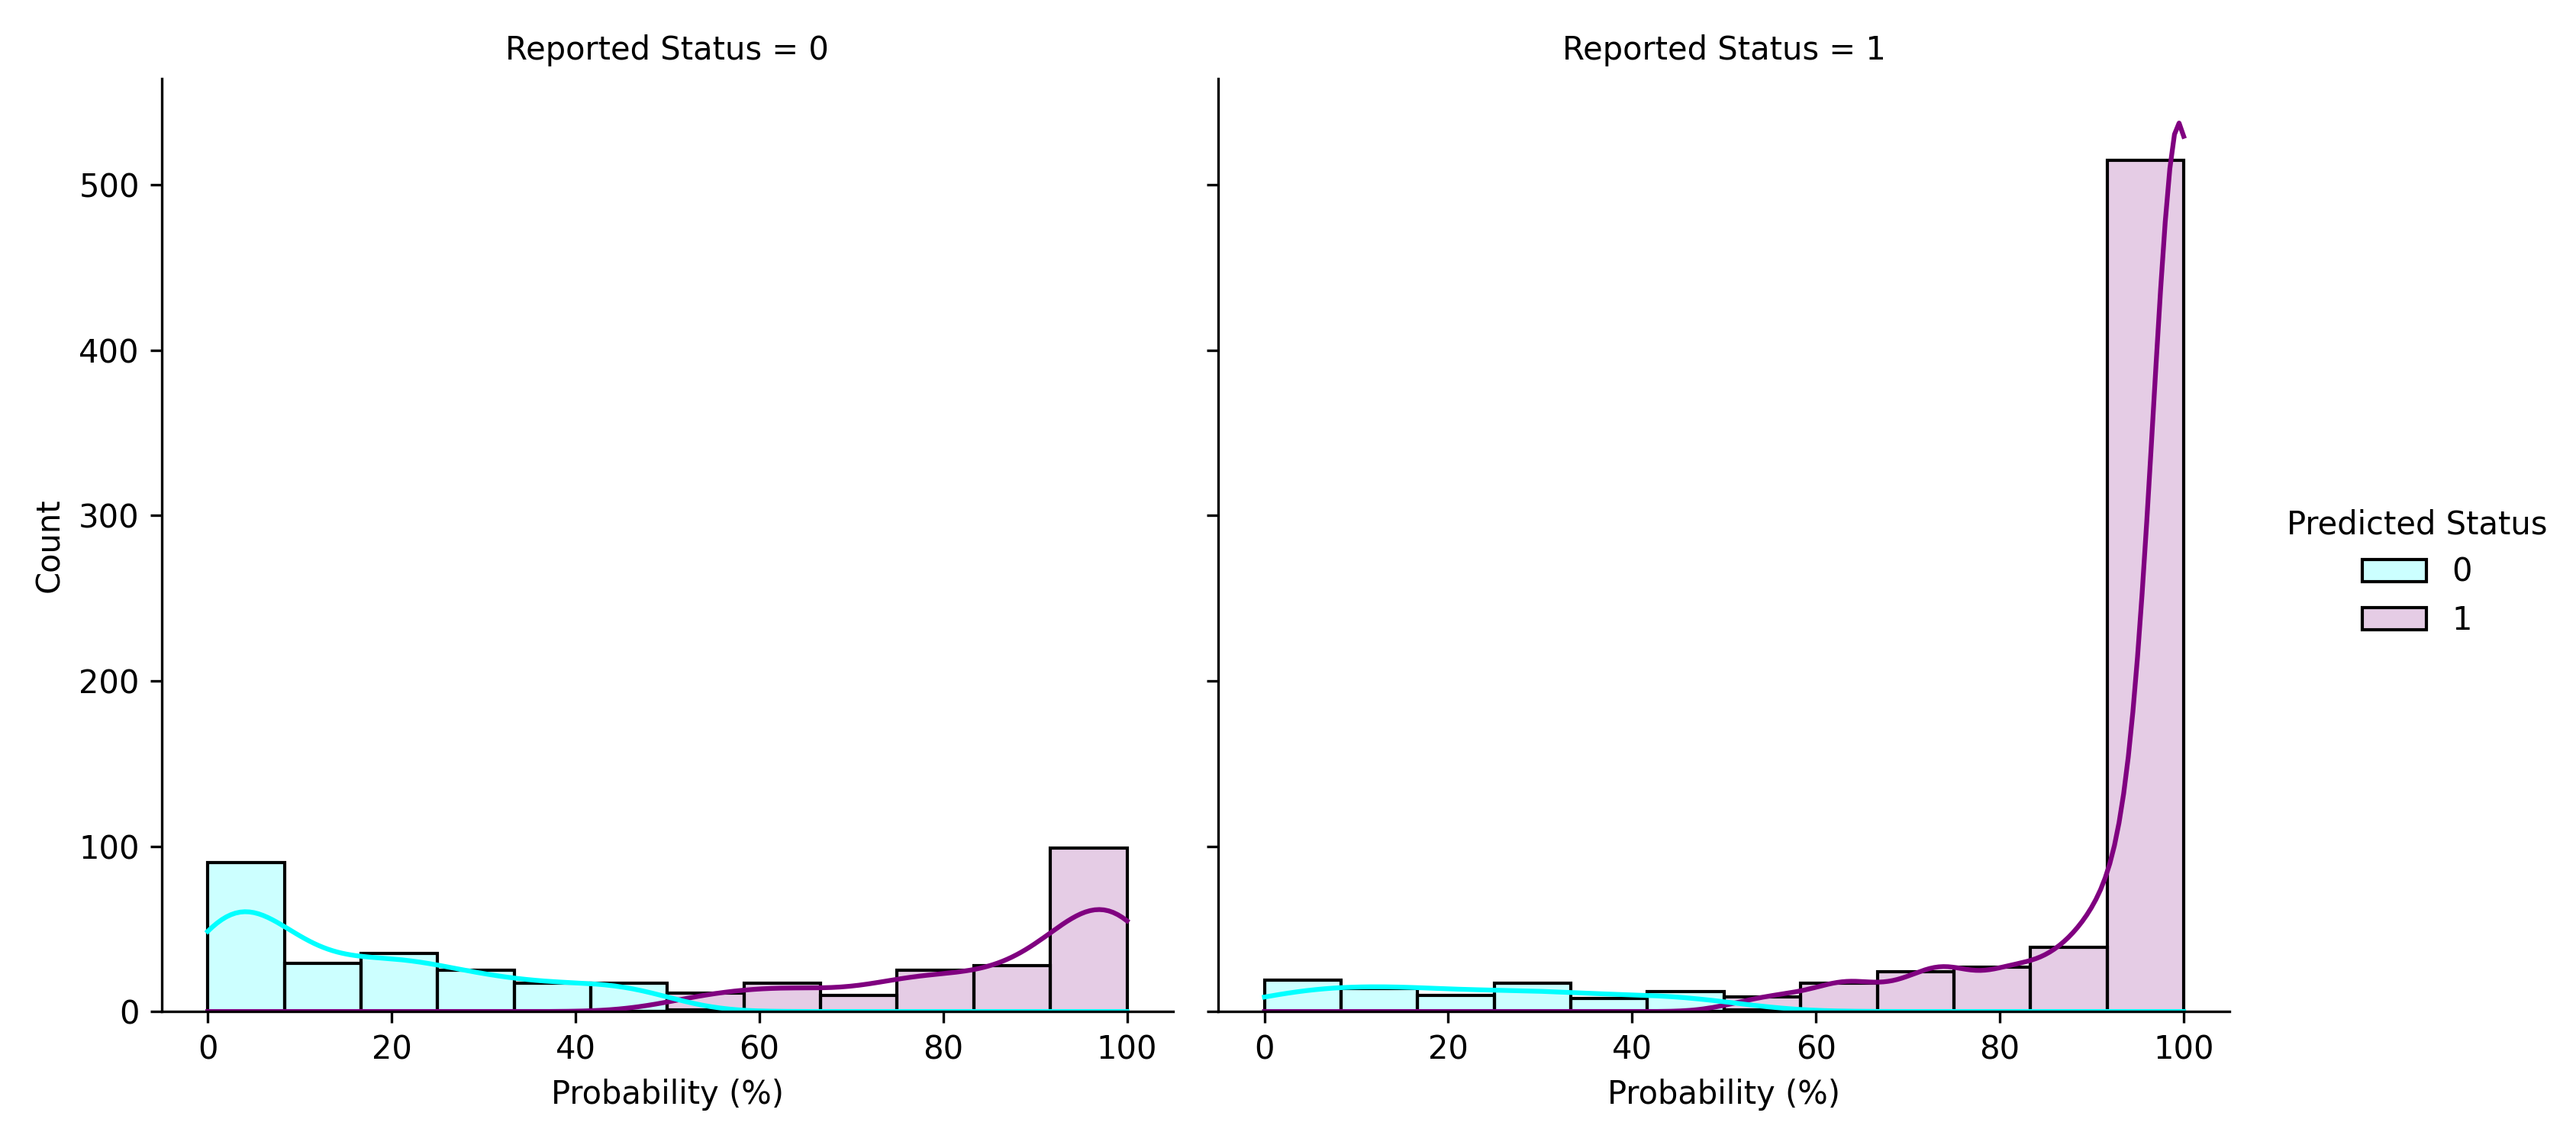 Reported Status = 0
Reported Status = 1
500
400
300
200
100
0
Count
0 20 40 60 80 100
0 20 40 60 80 100
Probability (%)
Probability (%)
Predicted Status
0
1